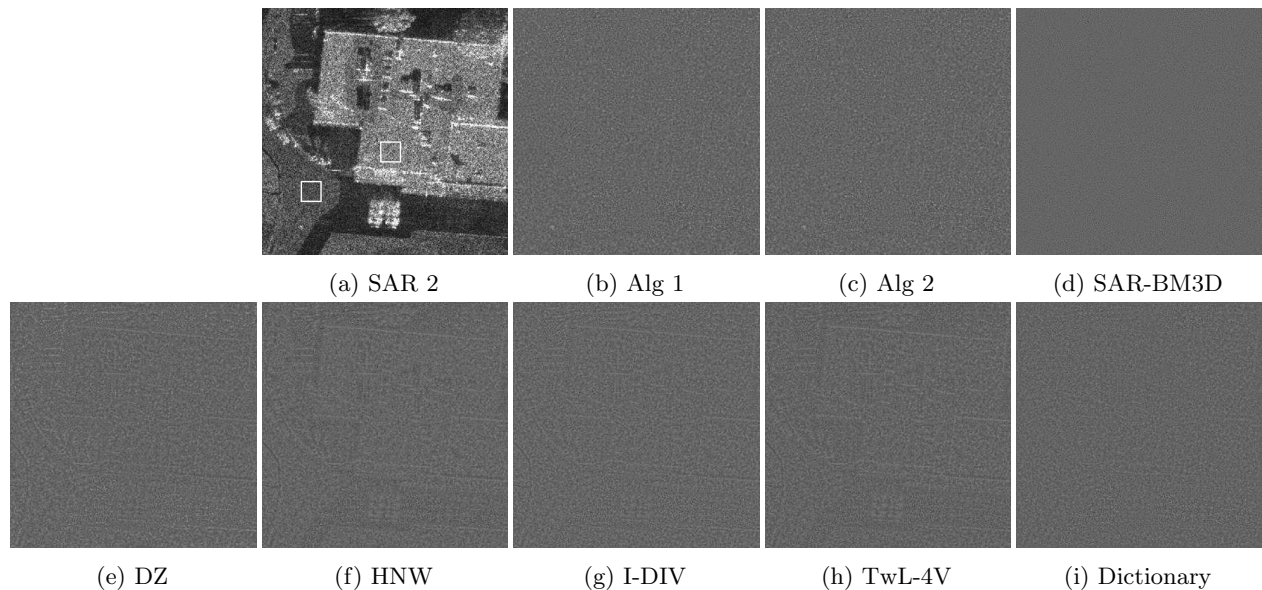 (a) SAR 2
(b) Alg 1
(c) Alg 2
(d) SAR-BM3D
(e) DZ
(f) HNW
(g) I-DIV
(h) TwL-4V
(i) Dictionary